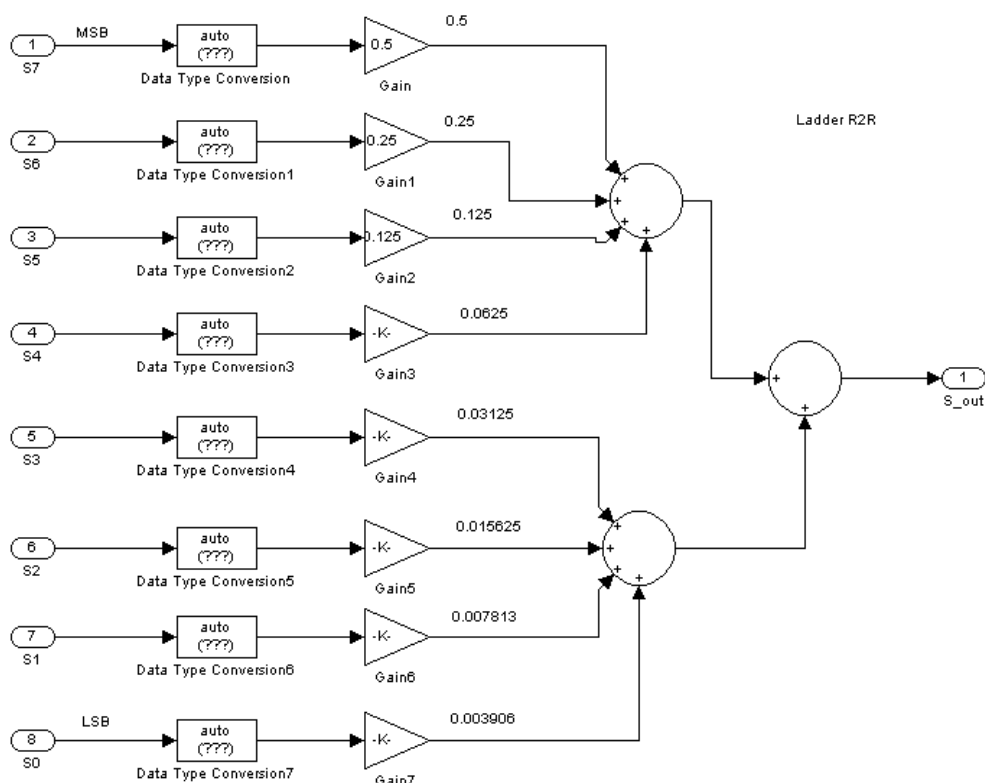 MSB
0.5
1
auto
(???)
0.5
S7
Data Type Conversion
Gain
0.25
Ladder R2R
2
auto
(???)
0.25
S6
Data Type Conversion1
Gain1
+
+
+
+
0.125
3
auto
(???)
0.125
S5
Data Type Conversion2
Gain2
0.0625
4
auto
(???)
-K-
S4
Data Type Conversion3
Gain3
+
+
1
S_out
0.03125
5
auto
(???)
-K-
S3
Data Type Conversion4
Gain4
0.015625
+
+
+
+
6
auto
(???)
-K-
S2
Data Type Conversion5
Gain5
0.007813
7
auto
(???)
-K-
S1
Data Type Conversion6
Gain6
LSB
0.003906
8
auto
(???)
-K-
S0
Data Type Conversion7
Gain7